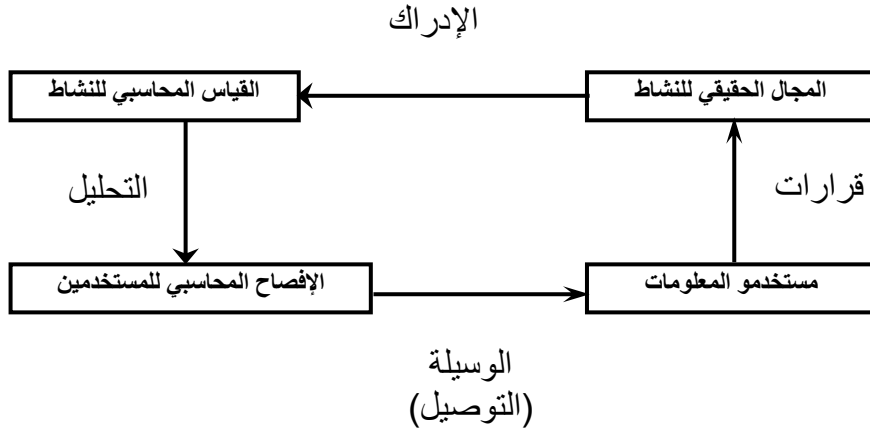 الإدراك
المجال الحقيقي للنشاط
القياس المحاسبي للنشاط
قرارات
التحليل
مستخدمو المعلومات
الإفصاح المحاسبي للمستخدمين
الوسيلة
(التوصيل)